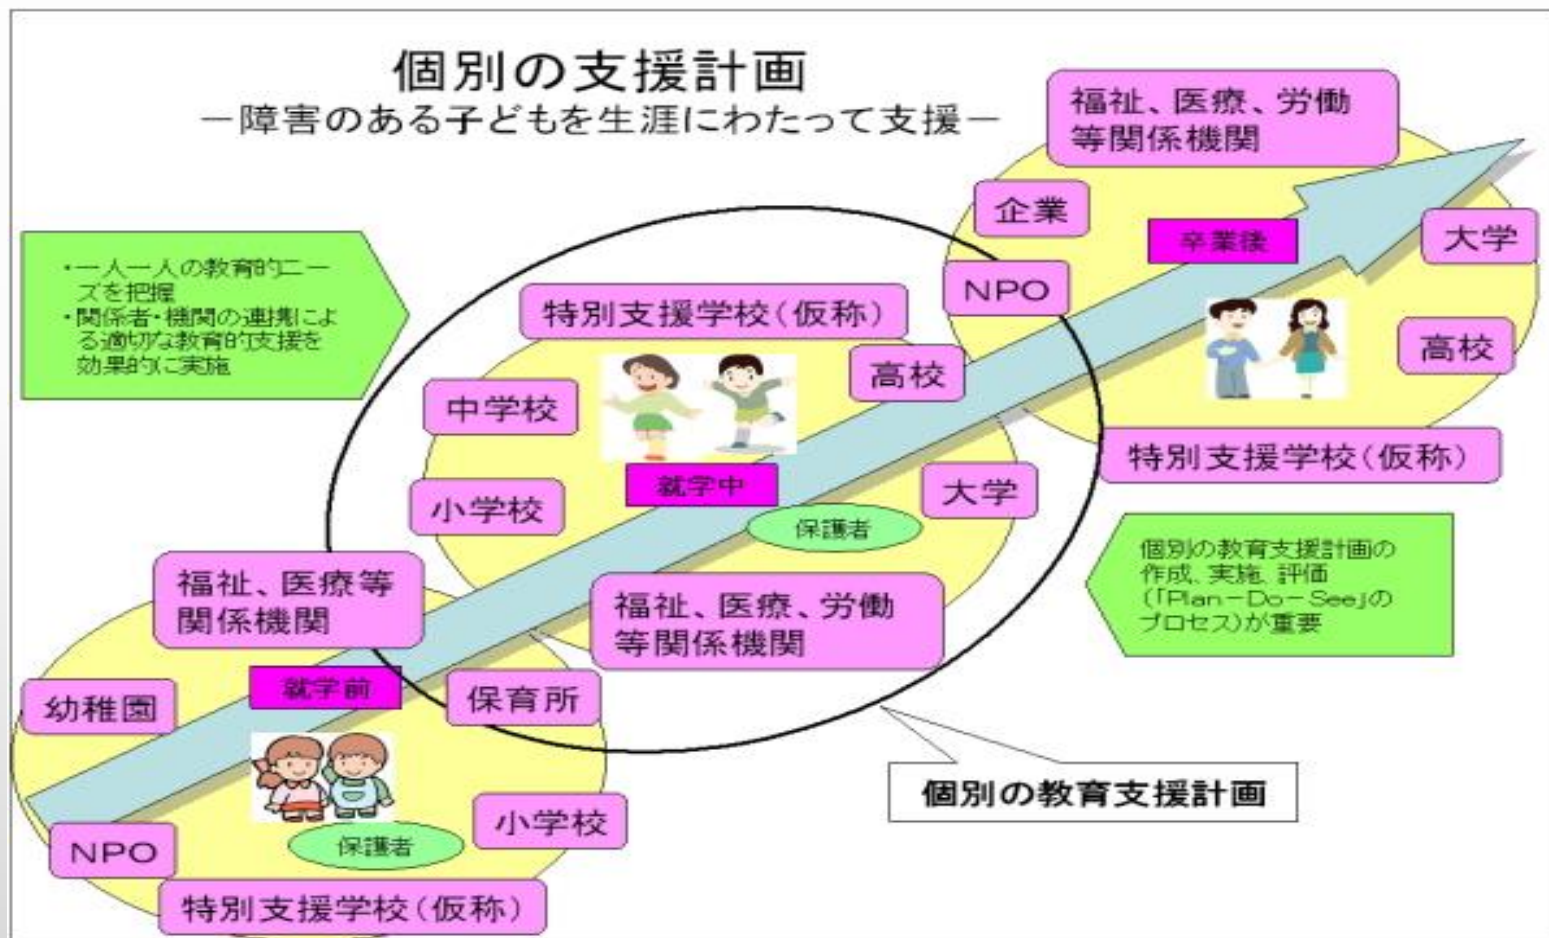 個別の支援計画
－障害のある子どもを生涯にわたって支援－
福祉、医療、労働
等関係機関
企業
卒業後
大学
NPO
高校
特別支援学校(仮称)
・一人一人の教育的ニー
ズを把握
・関係者・機関の連携によ
る適切な教育的支援を
効果的に実施
特別支援学校(仮称)
高校
中学校
就学中
大学
小学校
保護者
福祉、医療、労働
等関係機関
個別の教育支援計画の
作成、実施、評価
(「Plan－Do－See」の
プロセス)が重要
福祉、医療等
関係機関
就学前
保育所
幼稚園
個別の教育支援計画
小学校
保護者
NPO
特別支援学校(仮称)